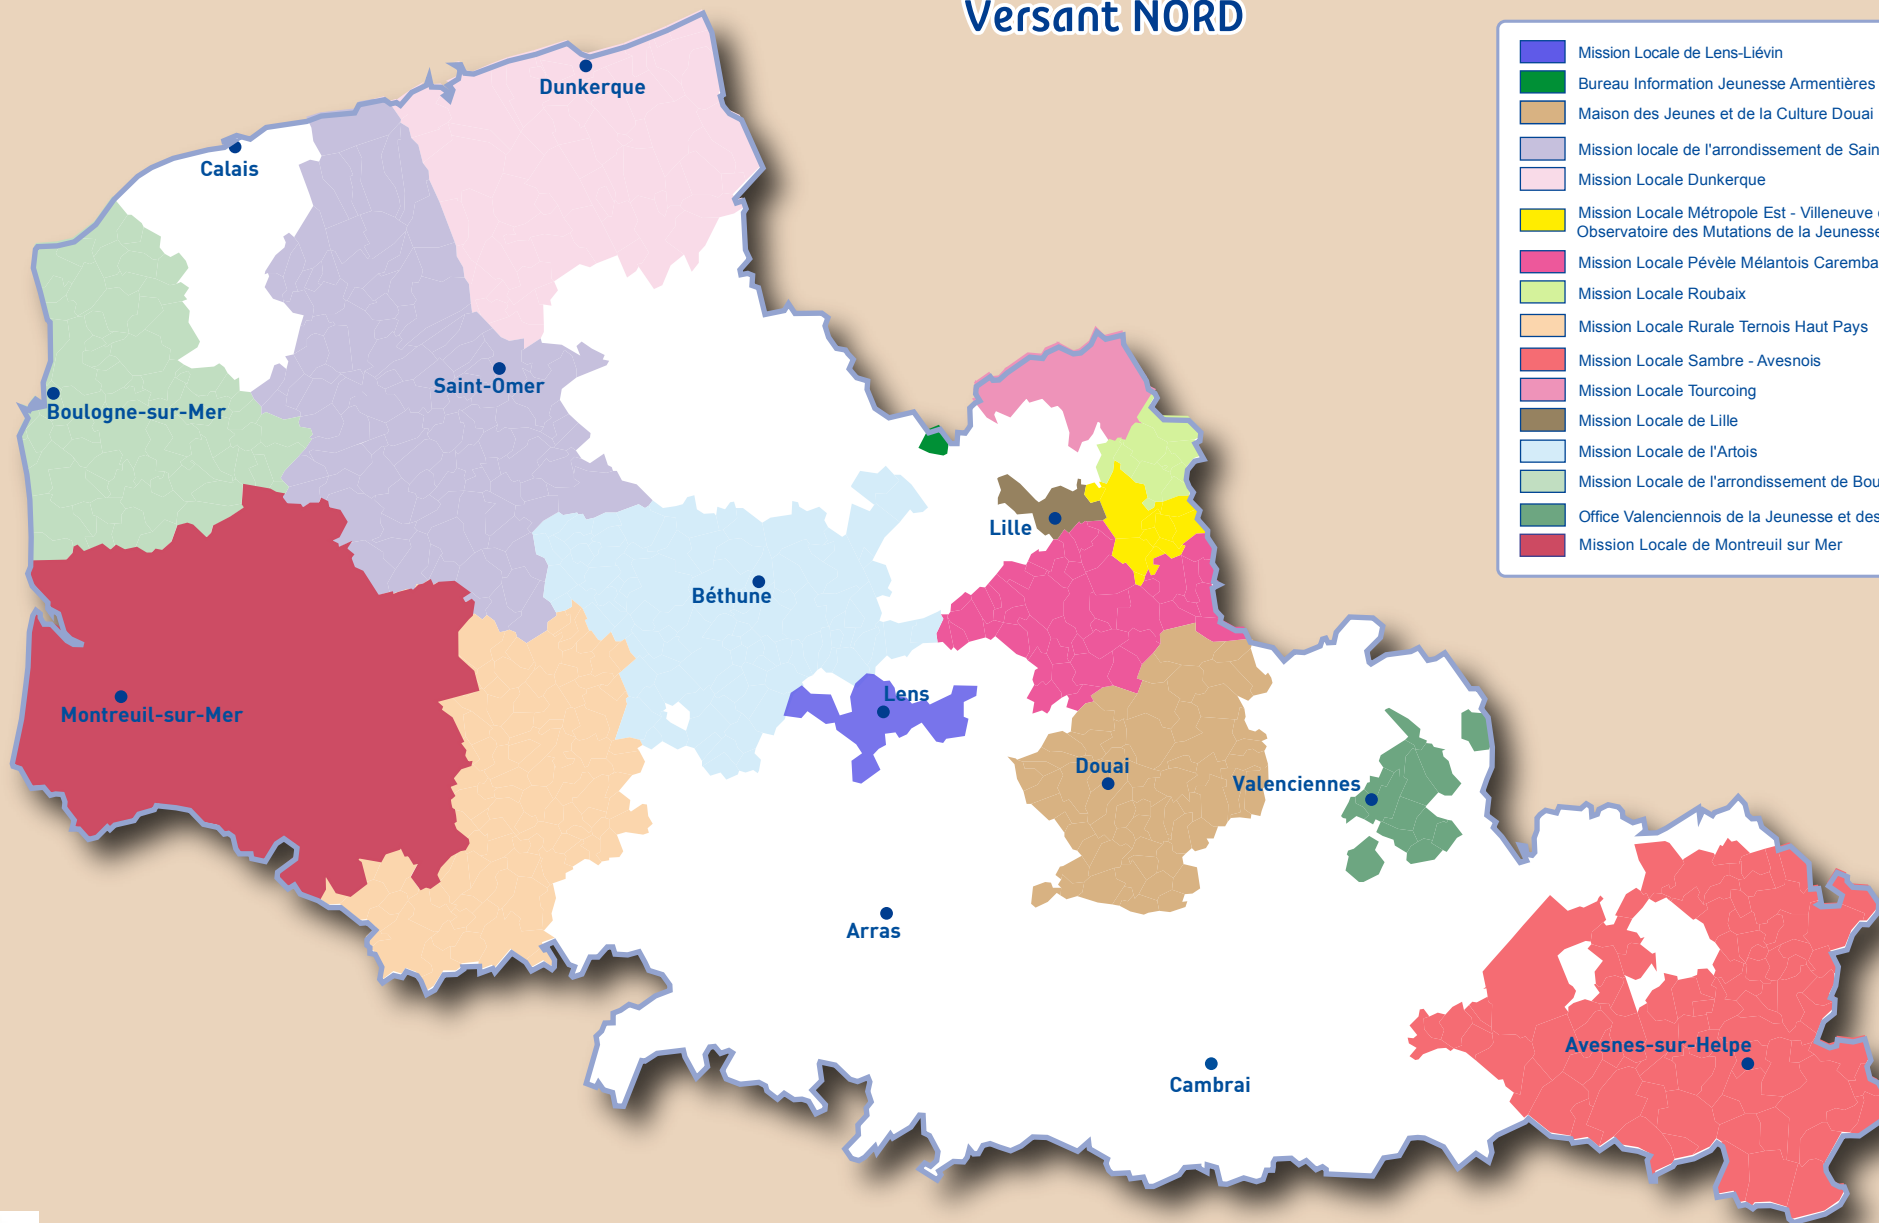 Versant NORD
Mission Locale de Lens-Liévin
Bureau Information Jeunesse Armentières
Maison des Jeunes et de la Culture Douai
Mission locale de l'arrondissement de
Mission Locale Dunkerque
Mission Locale Métropole Est - Villeneuve
Observatoire des Mutations de la Jeunesse
Mission Locale Pévèle Mélantois
Mission Locale Roubaix
Mission Locale Rurale Ternois Haut Pays
Mission Locale Sambre - Avesnois
Mission Locale Tourcoing
Mission Locale de Lille
Mission Locale de l'Artois
Mission Locale de l'arrondissement de
Office Valenciennois de la Jeunesse et des
Mission Locale de Montreuil sur Mer
Dunkerque
Calais
Saint-Omer
Boulogne-sur-Mer
Lille
Béthune
Lens
Montreuil-sur-Mer
Douai
Valenciennes
Arras
Avesnes-sur-Helpe
Cambrai